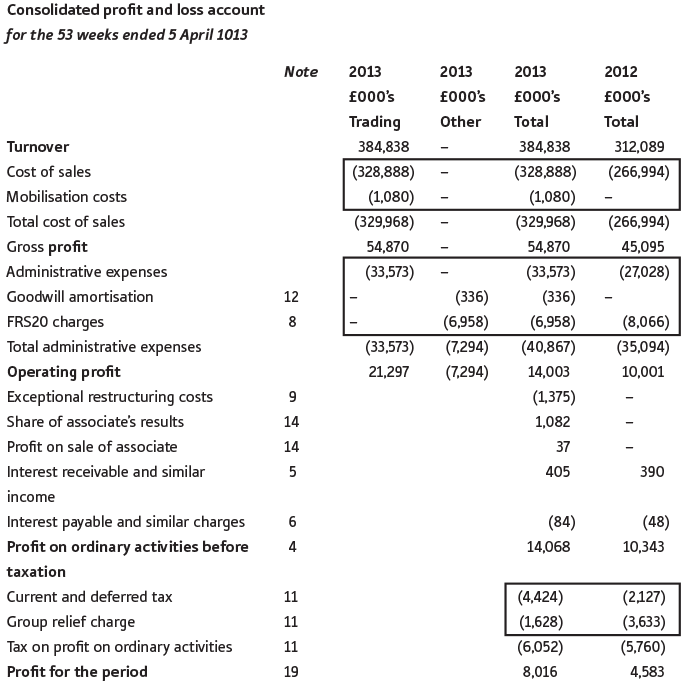 Consolidated profit and loss account
for the 53 weeks ended 5 April 1013
Note 2013 2013 2013 2012
£000's £000's £000's £000's
Trading Other Total Total
Turnover 384,838 – 384,838 312,089
Cost of sales (328,888) – (328,888) (266,994)
Mobilisation costs (1,080) – (1,080) –
Total cost of sales (329,968) – (329,968) (266,994)
Gross profit 54,870 – 54,870 45,095
Administrative expenses (33,573) – (33,573) (27,028)
Goodwill amortisation 12 – (336) (336) –
FRS20 charges 8 – (6,958) (6,958) (8,066)
Total administrative expenses (33,573) (7,294) (40,867) (35,094)
Operating profit 21,297 (7,294) 14,003 10,001
Exceptional restructuring costs 9 (1,375) –
Share of associate's results 14 1,082 –
Profit on sale of associate 14 37 –
Interest receivable and similar 5 405 390
income
Interest payable and similar charges 6 (84) (48)
Profit on ordinary activities before 4 14,068 10,343
taxation
Current and deferred tax 11 (4,424) (2,127)
Group relief charge 11 (1,628) (3,633)
Tax on profit on ordinary activities 11 (6,052) (5,760)
Profit for the period 19 8,016 4,583